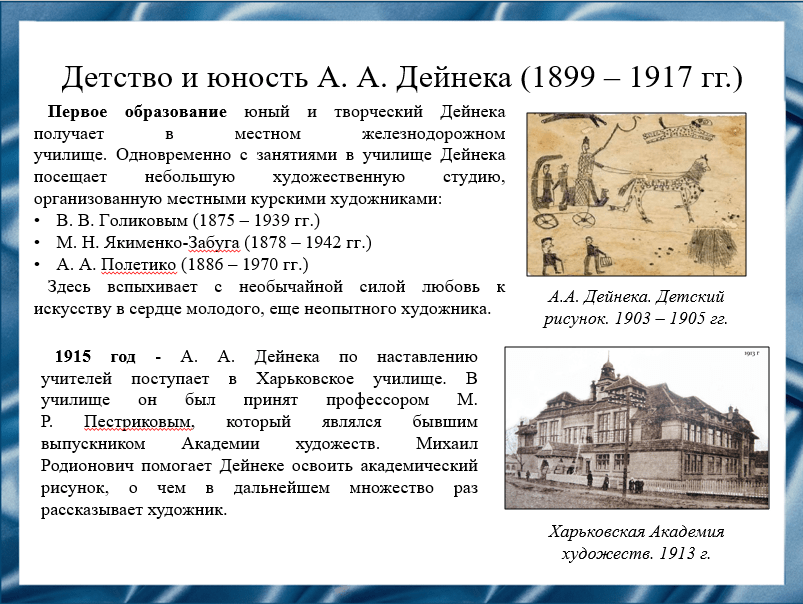 Детство и юность А. А. Дейнека (1899 – 1917 гг.)
Первое образование юный и творческий Дейнека
получает в местном железнодорожном
училище. Одновременно с занятиями в училище Дейнека
посещает небольшую художественную студию,
организованную местными курскими художниками:
• В. В. Голиковым (1875 – 1939 гг.)
• М. Н. Якименко-Забуга (1878 – 1942 гг.)
• А. А. Полетико (1886 – 1970 гг.)
Здесь вспыхивает с необычайной силой любовь к
искусству в сердце молодого, еще неопытного художника.
А.А. Дейнека. Детский
рисунок. 1903 – 1905 гг.
1915 год - А. А. Дейнека по наставлению
учителей поступает в Харьковское училище. В
училище он был принят профессором М.
Р. Пестриковым, который являлся бывшим
выпускником Академии художеств. Михаил
Родионович помогает Дейнеке освоить академический
рисунок, о чем в дальнейшем множество раз
рассказывает художник.
1913 г
Харьковская Академия
художеств. 1913 г.